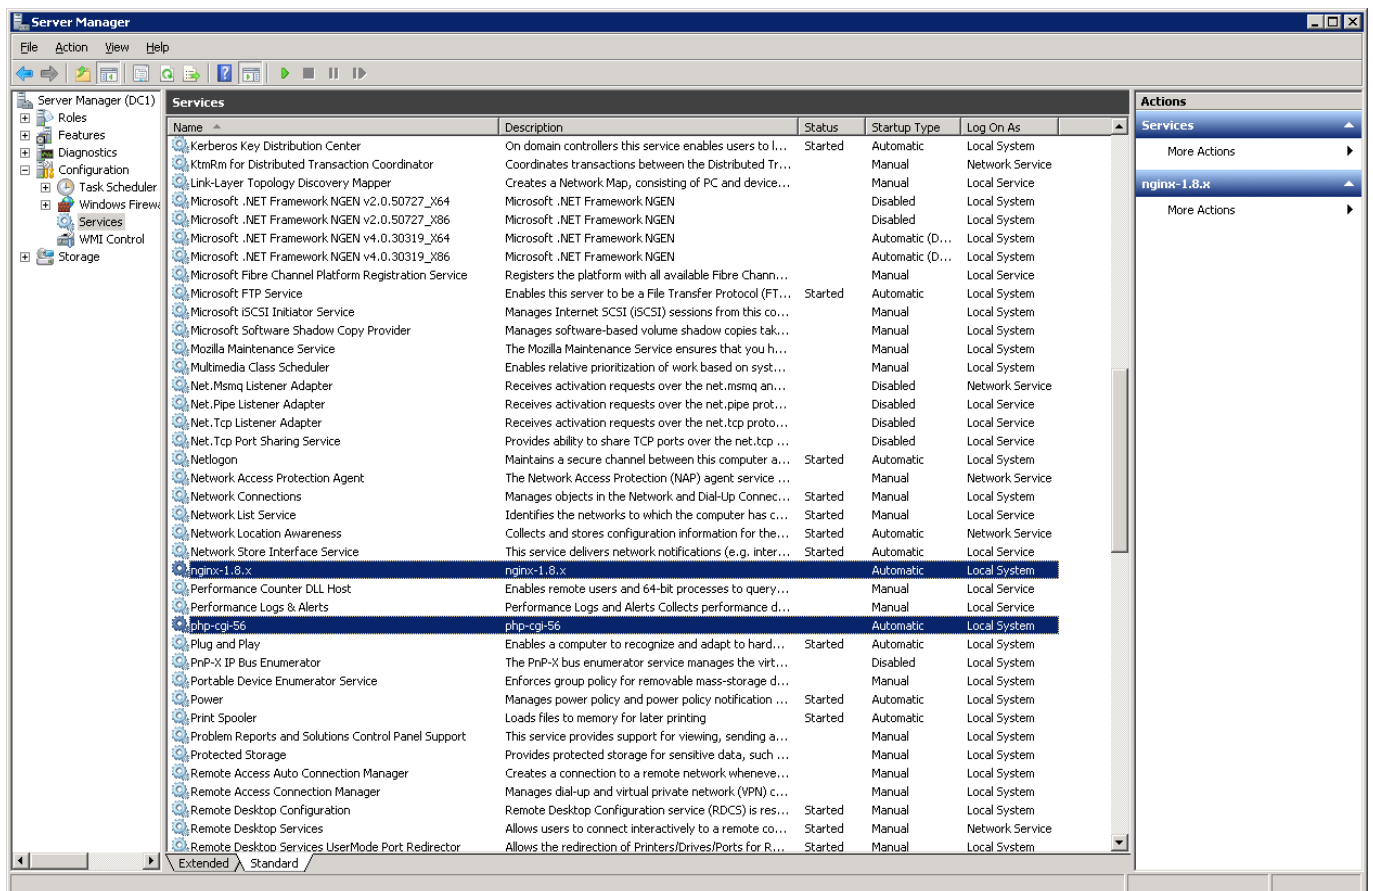 Server Manager
File Action View Help
Server Manager (DC1)
Roles
Features
Diagnostics
Configuration
Task Scheduler
Windows Firewa
Services
WMI Control
Storage
Services
Name Description Status Startup Type Log On As
Kerberos Key Distribution Center On domain controllers this service enables users to l... Started Automatic Local System
KtmRm for Distributed Transaction Coordinator Coordinates transactions between the Distributed Tr... Manual Network Service
Link-Layer Topology Discovery Mapper Creates a Network Map, consisting of PC and device... Manual Local Service
Microsoft .NET Framework NGEN v2.0.50727_X64 Microsoft .NET Framework NGEN Disabled Local System
Microsoft .NET Framework NGEN v2.0.50727_X86 Microsoft .NET Framework NGEN Disabled Local System
Microsoft .NET Framework NGEN v4.0.30319_X64 Microsoft .NET Framework NGEN Automatic (D... Local System
Microsoft .NET Framework NGEN v4.0.30319_X86 Microsoft .NET Framework NGEN Automatic (D... Local System
Microsoft Fibre Channel Platform Registration Service Registers the platform with all available Fibre Chann... Manual Local Service
Microsoft FTP Service Enables this server to be a File Transfer Protocol (FT... Started Automatic Local System
Microsoft iSCSI Initiator Service Manages Internet SCSI (iSCSI) sessions from this co... Manual Local System
Microsoft Software Shadow Copy Provider Manages software-based volume shadow copies tak... Manual Local System
Mozilla Maintenance Service The Mozilla Maintenance Service ensures that you h... Manual Local System
Multimedia Class Scheduler Enables relative prioritization of work based on syst... Manual Local System
Net.Msmq Listener Adapter Receives activation requests over the net.msmq an... Disabled Network Service
Net.Pipe Listener Adapter Receives activation requests over the net.pipe prot... Disabled Local Service
Net.Tcp Listener Adapter Receives activation requests over the net.tcp proto... Disabled Local Service
Net.Tcp Port Sharing Service Provides ability to share TCP ports over the net.tcp ... Disabled Local Service
Netlogon Maintains a secure channel between this computer a... Started Automatic Local System
Network Access Protection Agent The Network Access Protection (NAP) agent service ... Manual Network Service
Network Connections Manages objects in the Network and Dial-Up Connec... Started Manual Local System
Network List Service Identifies the networks to which the computer has c... Started Manual Local Service
Network Location Awareness Collects and stores configuration information for the... Started Automatic Network Service
Network Store Interface Service This service delivers network notifications (e.g. inter... Started Automatic Local Service
nginx-1.8.x nginx-1.8.x Automatic Local System
Performance Counter DLL Host Enables remote users and 64-bit processes to query... Manual Local Service
Performance Logs & Alerts Performance Logs and Alerts Collects performance d... Manual Local Service
php-cgi-56 php-cgi-56 Automatic Local System
Plug and Play Enables a computer to recognize and adapt to hard... Started Automatic Local System
PnP-X IP Bus Enumerator The PnP-X bus enumerator service manages the virt... Disabled Local System
Portable Device Enumerator Service Enforces group policy for removable mass-storage d... Manual Local System
Power Manages power policy and power policy notification ... Started Automatic Local System
Print Spooler Loads files to memory for later printing Started Automatic Local System
Problem Reports and Solutions Control Panel Support This service provides support for viewing, sending a... Manual Local System
Protected Storage Provides protected storage for sensitive data, such ... Manual Local System
Remote Access Auto Connection Manager Creates a connection to a remote network wheneve... Manual Local System
Remote Access Connection Manager Manages dial-up and virtual private network (VPN) c... Manual Local System
Remote Desktop Configuration Remote Desktop Configuration service (RDCS) is res... Started Manual Local System
Remote Desktop Services Allows users to connect interactively to a remote co... Started Manual Network Service
Remote Desktop Services UserMode Port Redirector Allows the redirection of Printers/Drives/Ports for R... Started Manual Local System
Extended Standard
Actions
Services
More Actions
nginx-1.8.x
More Actions